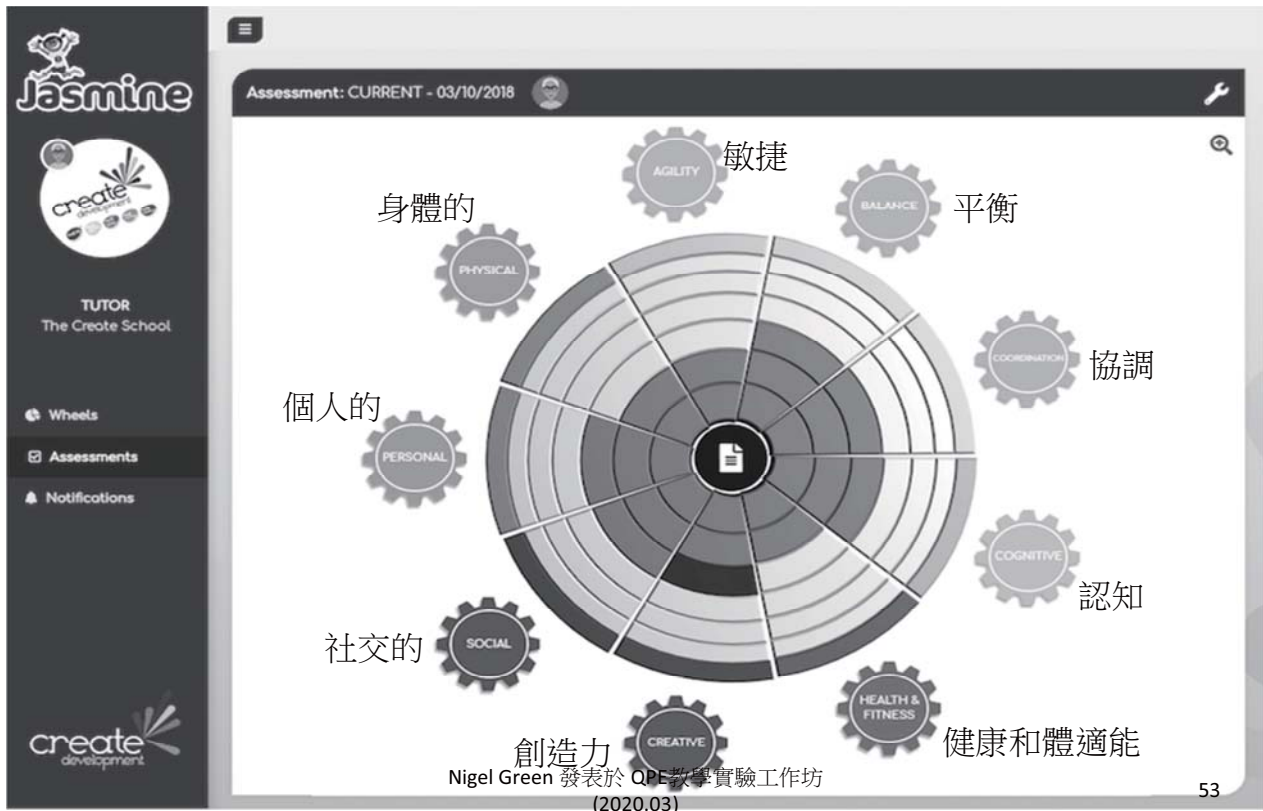 Jasmine
create
development
TUTOR
The Create School
Wheels
Assessments
Notifications
create
development
Assessment: CURRENT - 03/10/2018
AGILITY
敏捷
BALANCE
平衡
身體的
PHYSICAL
COORDINATION
協調
個人的
PERSONAL
COGNITIVE
認知
社交的
SOCIAL
HEALTH &
FITNESS
健康和體適能
創造力
CREATIVE
Nigel Green 發表於 QPE教學實驗工作坊
(2020.03)
53